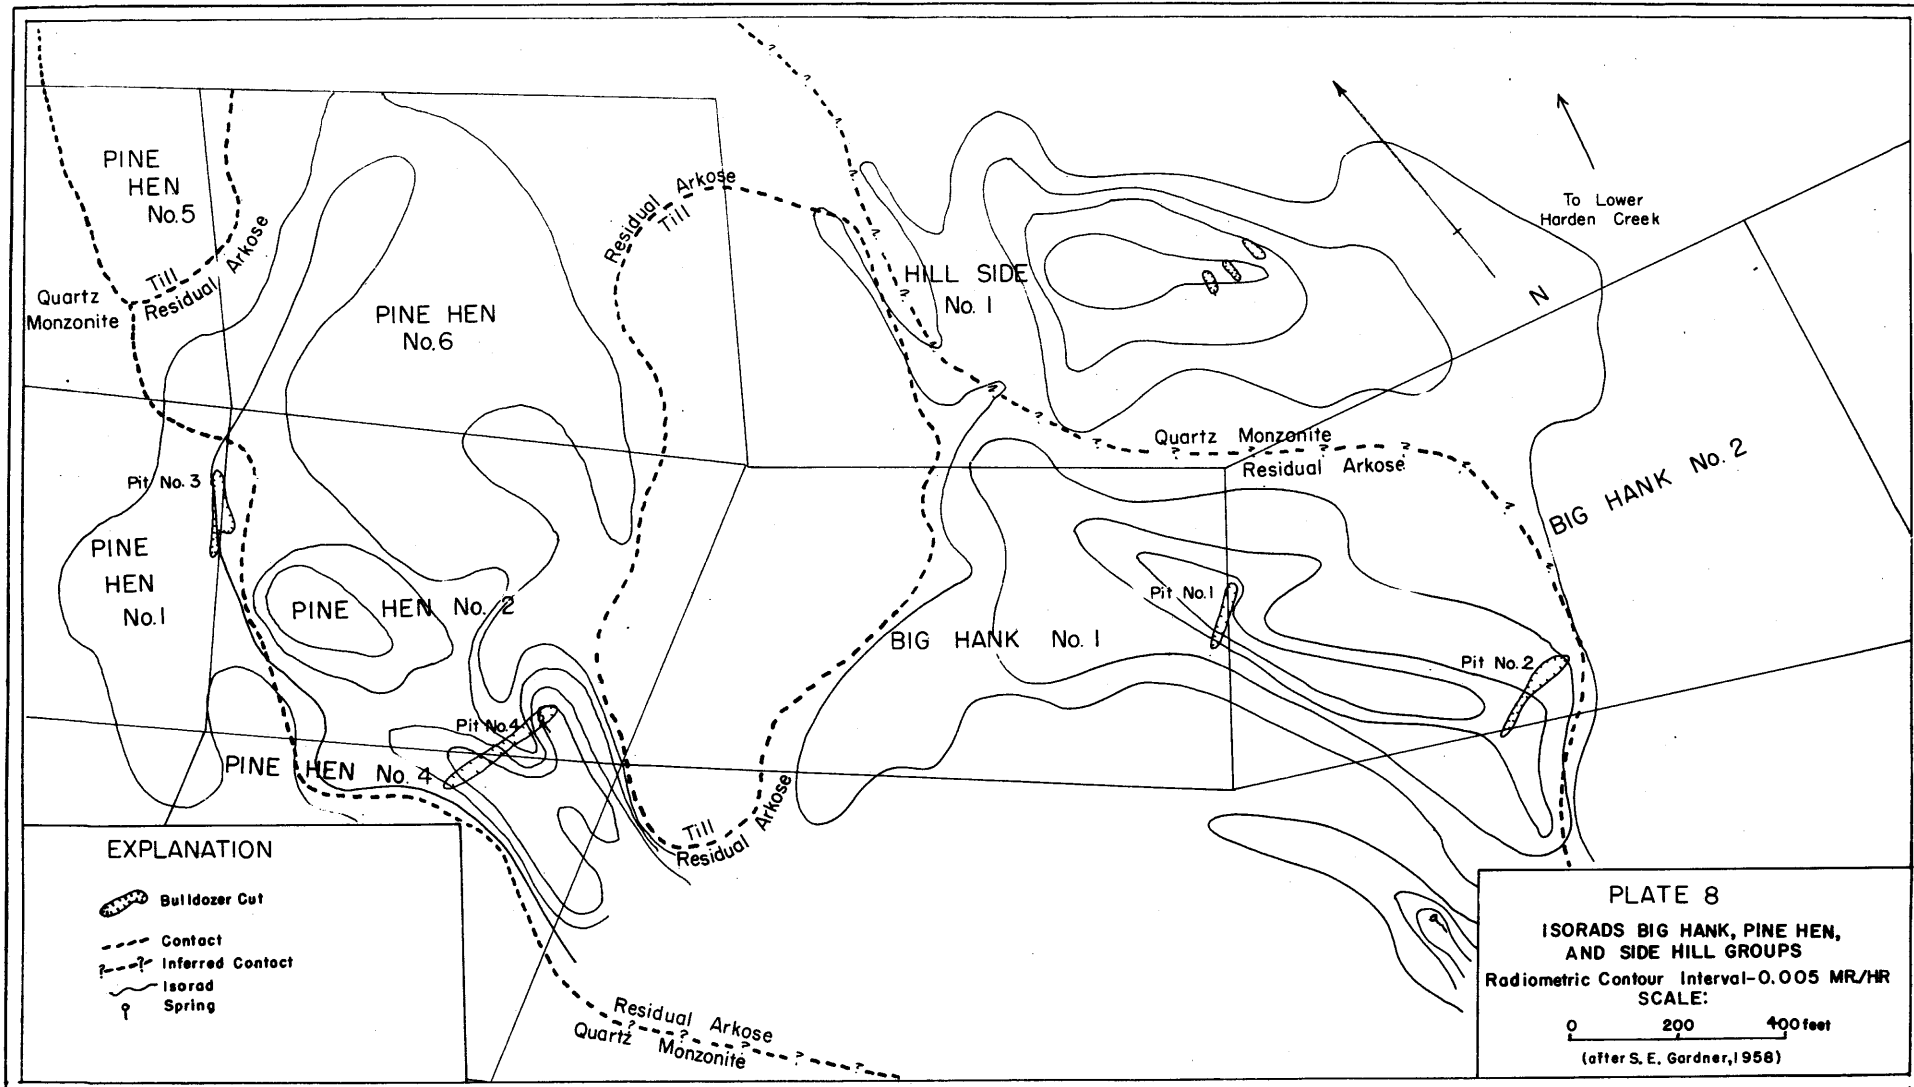 PINE
HEN
No.5
Till
Residual Arkose
Quartz
Monzonite
PINE HEN
No.6
Residual Arkose
Till
HILL SIDE
No. 1
To Lower
Harden Creek
N
Quartz Monzonite
Residual Arkose
BIG HANK No. 2
Pit No. 3
PINE
HEN
No. 1
PINE HEN No. 2
Pit No. 1
BIG HANK No. 1
Pit No. 2
Pit No. 4
PINE HEN No. 4
Till
Residual Arkose
Residual Arkose
Quartz Monzonite
EXPLANATION
Bulldozer Cut
Contact
? ? Inferred Contact
Isorad
Spring
PLATE 8
ISORADS BIG HANK, PINE HEN,
AND SIDE HILL GROUPS
Radiometric Contour Interval-0.005 MR/HR
SCALE:
0 200 400 feet
(after S. E. Gardner, 1958)